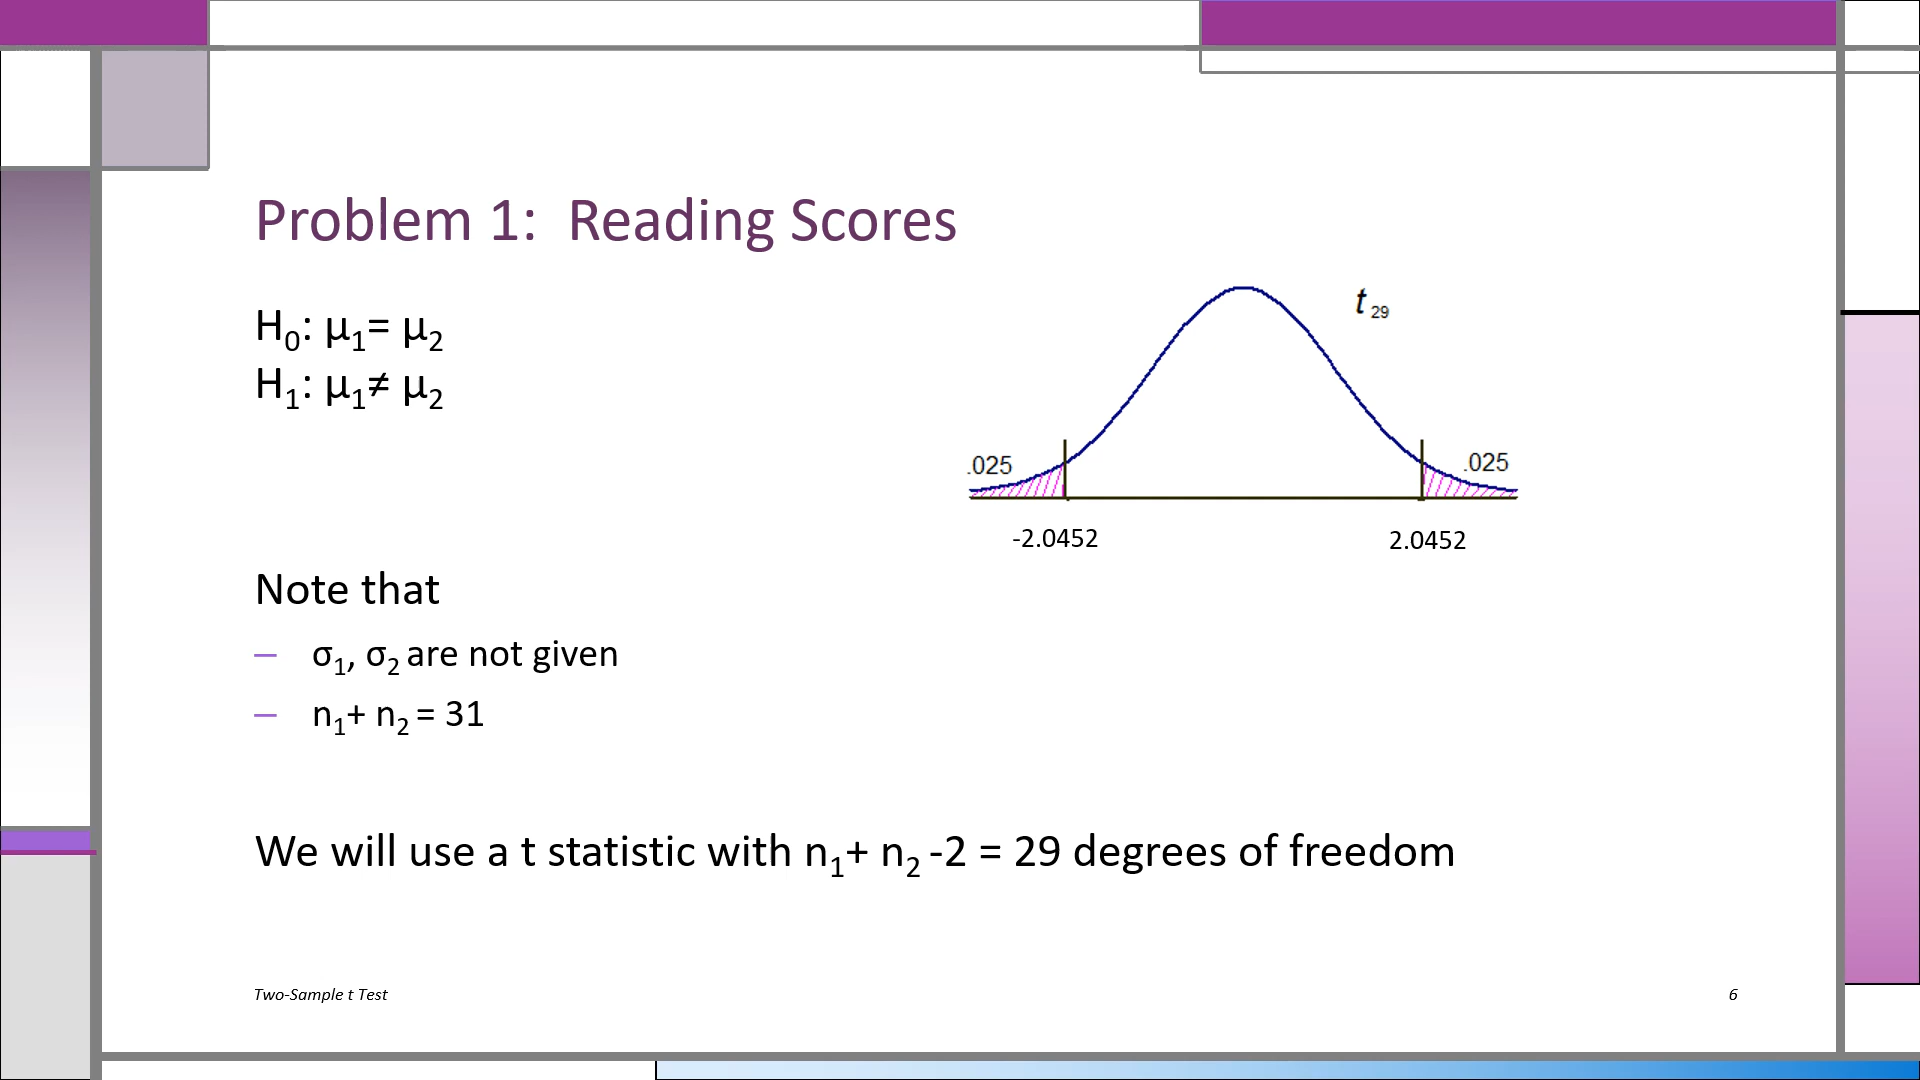 Problem 1:  Reading Scores
H₀: μ₁= μ₂
H₁: μ₁≠ μ₂
t ₂₉
.025
.025
-2.0452
2.0452
Note that
– σ₁, σ₂ are not given
– n₁+ n₂ = 31
We will use a t statistic with n₁+ n₂ -2 = 29 degrees of freedom
Two-Sample t Test
6